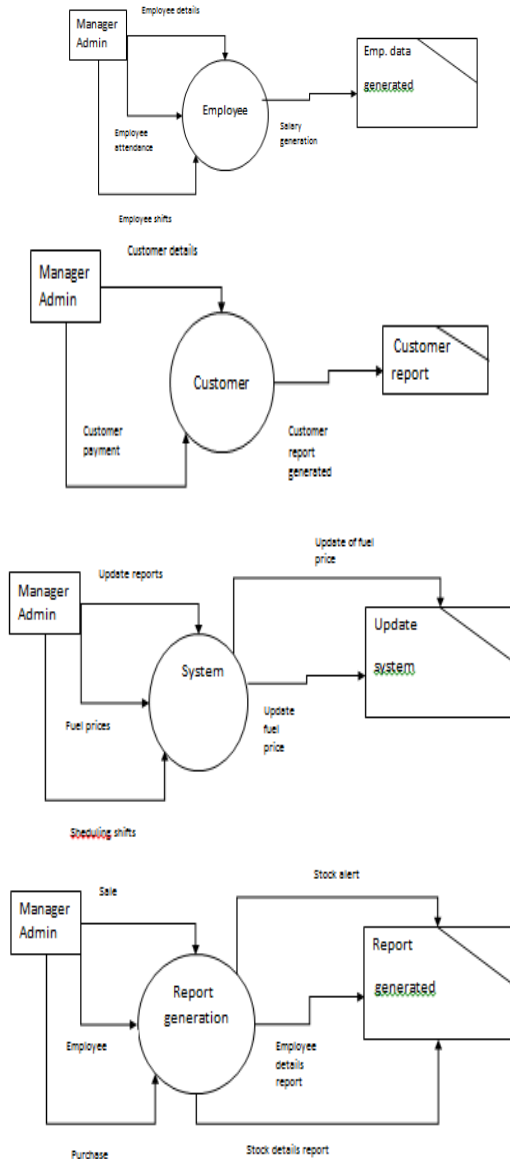 Employee details
Manager
Admin
Emp. data
generated
Employee
Employee
attendance
Salary
generation
Employee shifts
Customer details
Manager
Admin
Customer
report
Customer
Customer
payment
Customer
report
generated
Update of fuel
price
Update reports
Manager
Admin
Update
system
System
Fuel prices
Update
fuel
price
Sheduling shifts
Stock alert
Sale
Manager
Admin
Report
generated
Report
generation
Employee
Employee
details
report
Purchase
Stock details report